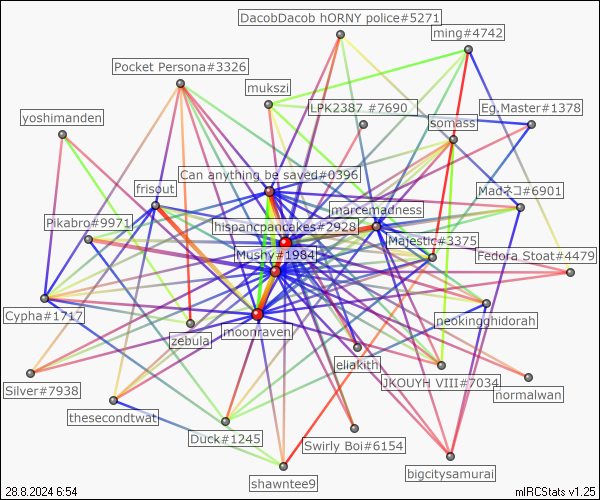 DacobDacob hORNY police#5271
ming#4742
Pocket Persona#3326
mukszi
LPK2387 #7690
Eg.Master#1378
yoshimanden
somass
Can anything be saved#0396
frisout
Madネコ#6901
marcemadness
Pikabro#9971
hispancpancakes#2928
Majestic#3375
Mushy#1984
Fedora Stoat#4479
Cypha#1717
neokingghidorah
moonraven
zebula
eliakith
JKOUYH VIII#7034
Silver#7938
normalwan
thesecondtwat
Duck#1245
Swirly Boi#6154
bigcitysamurai
shawntee9
28.8.2024 6:54
mIRCStats v1.25